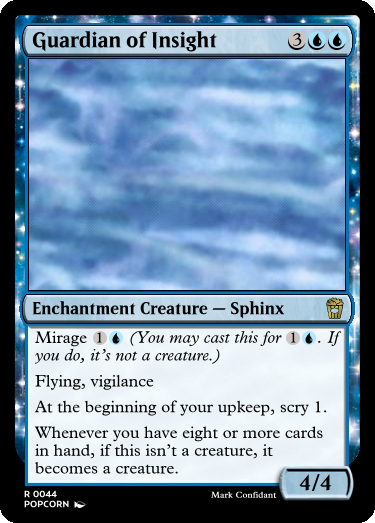 Guardian of Insight 3
Enchantment Creature — Sphinx
Mirage 1 (You may cast this for 1 . If
you do, it's not a creature.)
Flying, vigilance
At the beginning of your upkeep, scry 1.
Whenever you have eight or more cards
in hand, if this isn't a creature, it
becomes a creature.
4/4
R 0044
POPCORN
Mark Confidant